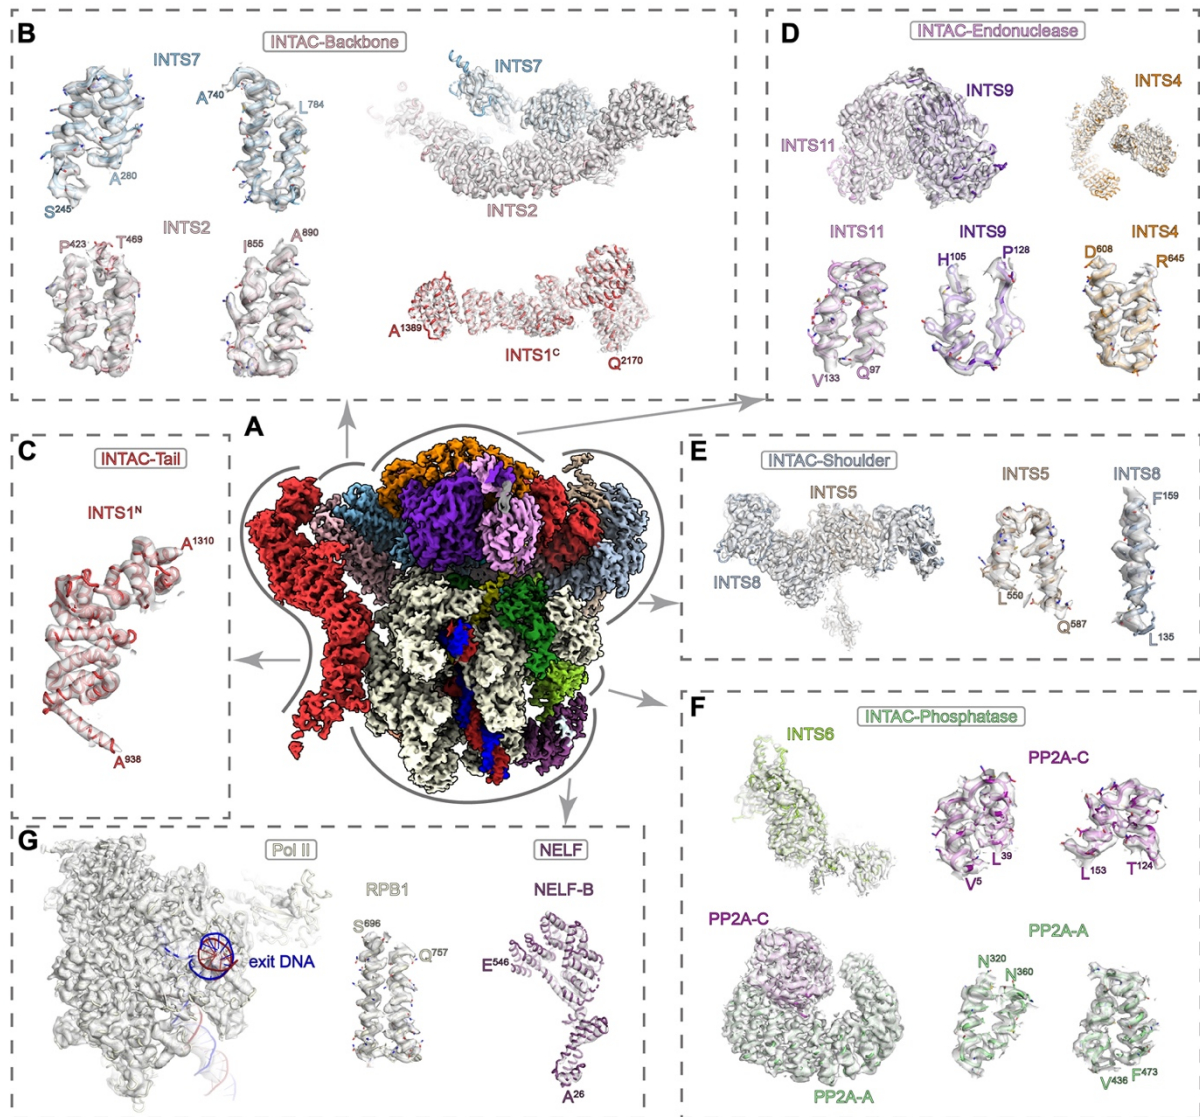 B
INTAC-Backbone
INTS7
A740
L784
A280
S245
INTS7
INTS2
INTS2
P423
T469
I855
A890
A1389
INTS1C
Q2170
D
INTAC-Endonuclease
INTS9
INTS4
INTS11
INTS11
INTS9
INTS4
H105
P128
D608
R645
V133
Q97
C
INTAC-Tail
INTS1N
A1310
A938
A
E
INTAC-Shoulder
INTS5
INTS8
F159
INTS8
L550
Q587
L135
F
INTAC-Phosphatase
INTS6
PP2A-C
L39
V5
L153
T124
PP2A-C
PP2A-A
N320
N360
V436
F473
PP2A-A
G
Pol II
NELF
RPB1
NELF-B
S696
Q757
E546
exit DNA
A26